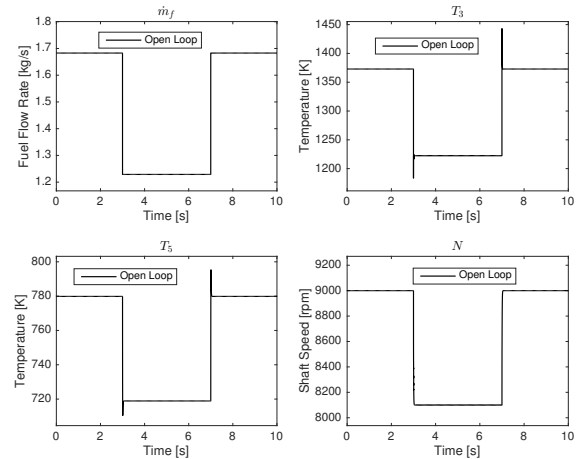 ṁ_f
1.8
1.7
1.6
1.5
1.4
1.3
1.2
Fuel Flow Rate [kg/s]
Open Loop
0 2 4 6 8 10
Time [s]
T_3
1450
1400
1350
1300
1250
1200
Temperature [K]
Open Loop
0 2 4 6 8 10
Time [s]
T_5
800
780
760
740
720
Temperature [K]
Open Loop
0 2 4 6 8 10
Time [s]
N
9200
9000
8800
8600
8400
8200
8000
Shaft Speed [rpm]
Open Loop
0 2 4 6 8 10
Time [s]